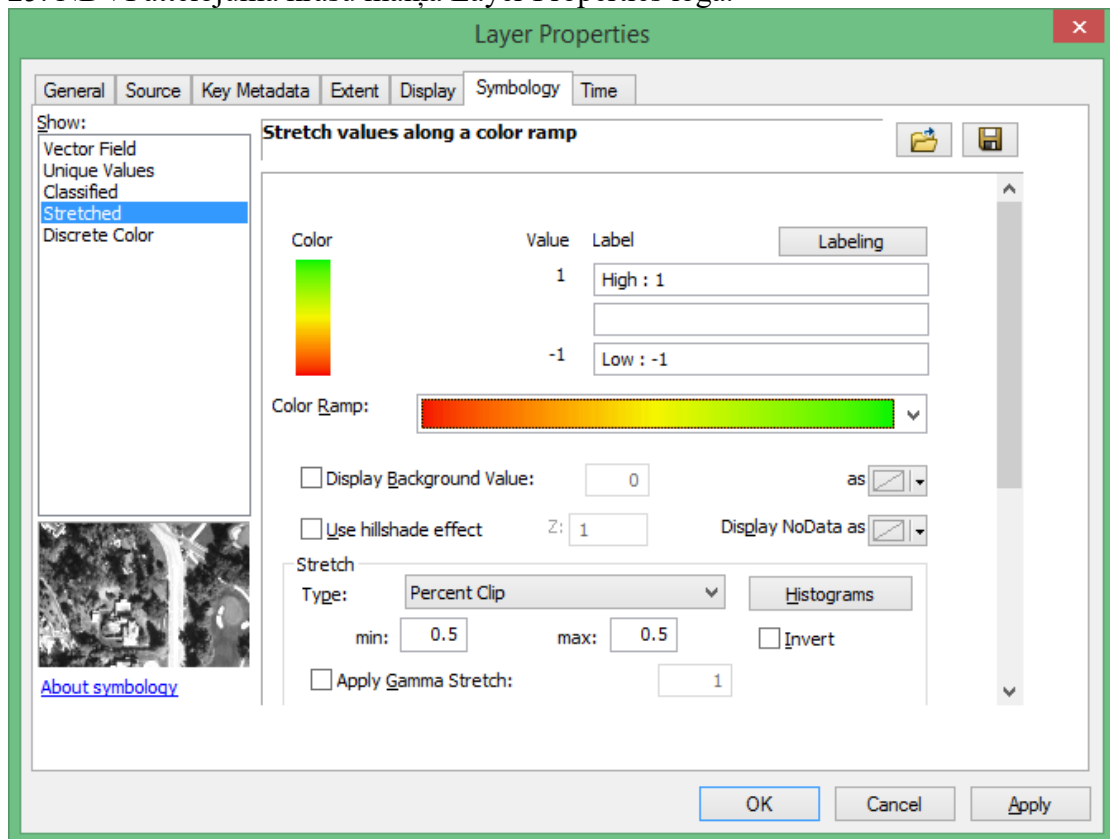 Layer Properties
General Source Key Metadata Extent Display Symbology Time
Show:
Vector Field
Unique Values
Classified
Stretched
Discrete Color
About symbology
Stretch values along a color ramp
Color Value Label Labeling
1 High : 1
-1 Low : -1
Color Ramp:
Display Background Value: 0 as
Use hillshade effect Z: 1 Display NoData as
Stretch
Type: Percent Clip Histograms
min: 0.5 max: 0.5 Invert
Apply Gamma Stretch: 1
OK Cancel Apply